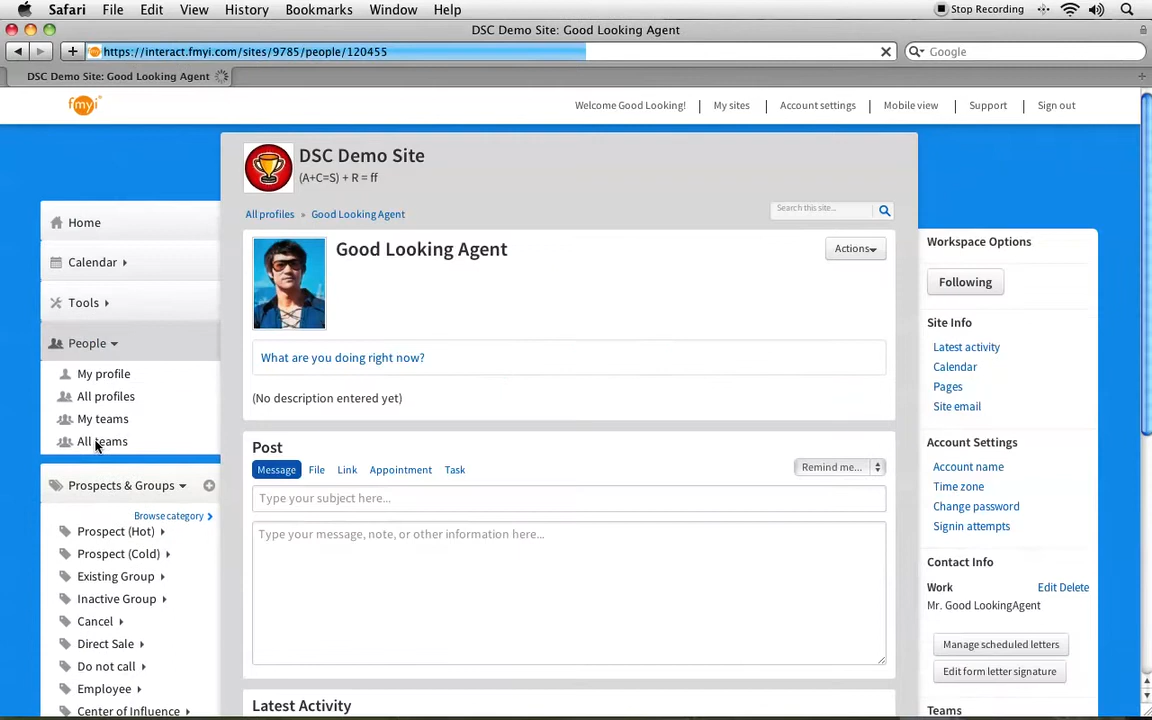 Safari File Edit View History Bookmarks Window Help Stop Recording
DSC Demo Site: Good Looking Agent
https://interact.fmyi.com/sites/9785/people/120455 Google
DSC Demo Site: Good Looking Agent
fmyi Welcome Good Looking! My sites Account settings Mobile view Support Sign out
DSC Demo Site
(A+C=S) + R = ff
All profiles » Good Looking Agent Search this site...
Home
Calendar
Tools
People
My profile
All profiles
My teams
All teams
Prospects & Groups
Browse category
Prospect (Hot)
Prospect (Cold)
Existing Group
Inactive Group
Cancel
Direct Sale
Do not call
Employee
Center of Influence
Good Looking Agent Actions
What are you doing right now?
(No description entered yet)
Post
Message File Link Appointment Task Remind me...
Type your subject here...
Type your message, note, or other information here...
Latest Activity
Workspace Options
Following
Site Info
Latest activity
Calendar
Pages
Site email
Account Settings
Account name
Time zone
Change password
Signin attempts
Contact Info
Work Edit Delete
Mr. Good LookingAgent
Manage scheduled letters
Edit form letter signature
Teams